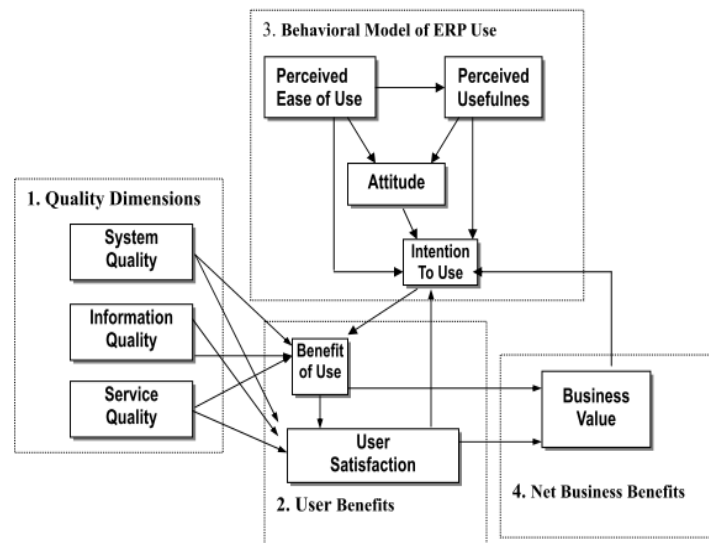 3. Behavioral Model of ERP Use
Perceived
Ease of Use
Perceived
Usefulnes
Attitude
Intention
To Use
1. Quality Dimensions
System
Quality
Information
Quality
Service
Quality
Benefit
of Use
User
Satisfaction
2. User Benefits
Business
Value
4. Net Business Benefits